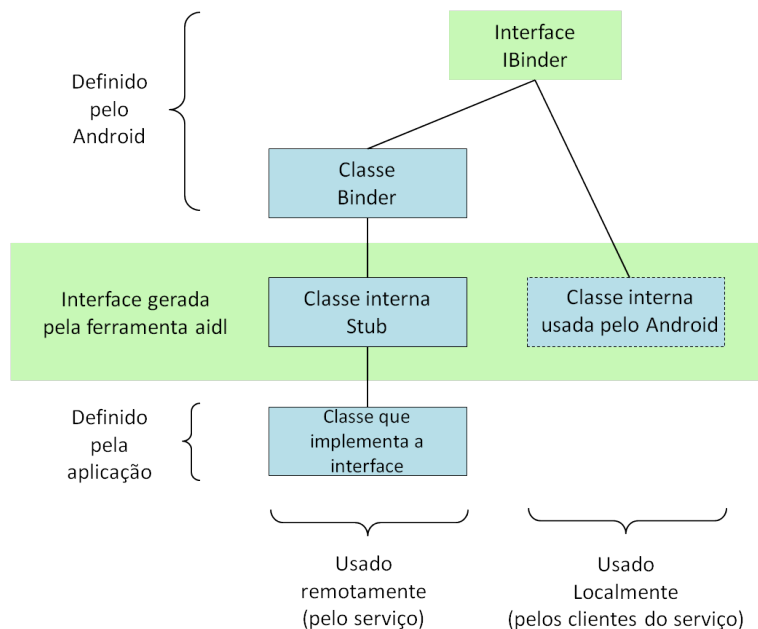 Interface
IBinder
Definido
pelo
Android
Classe
Binder
Interface gerada
pela ferramenta aidl
Classe interna
Stub
Classe interna
usada pelo Android
Definido
pela
aplicação
Classe que
implementa a
interface
Usado
remotamente
(pelo serviço)
Usado
Localmente
(pelos clientes do serviço)